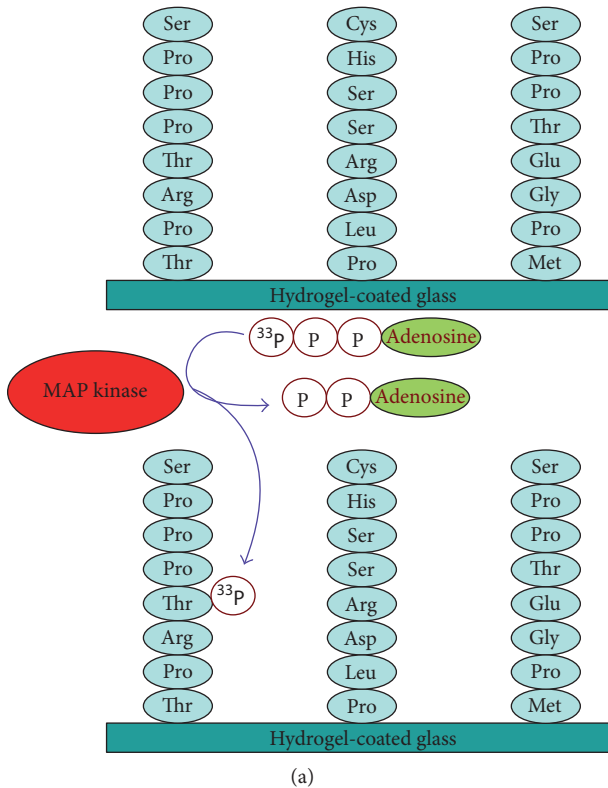 Ser Cys Ser
Pro His Pro
Pro Ser Pro
Pro Ser Thr
Thr Arg Glu
Arg Asp Gly
Pro Leu Pro
Thr Pro Met
Hydrogel-coated glass
³³P P P Adenosine
MAP kinase
P P Adenosine
Ser Cys Ser
Pro His Pro
Pro Ser Pro
Pro Ser Thr
Thr ³³P Arg Glu
Arg Asp Gly
Pro Leu Pro
Thr Pro Met
Hydrogel-coated glass
(a)